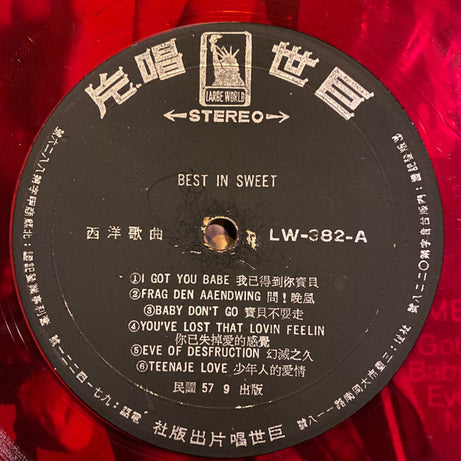 片唱世巨
LARGE WORLD
STEREO
BEST IN SWEET
西洋歌曲
LW-382-A
①I GOT YOU BABE 我已得到你寶貝
②FRAG DEN AAENDWING 問!晚風
③BABY DON'T GO 寶貝不要走
④YOU'VE LOST THAT LOVIN FEELIN
你已失掉愛的感覺
⑤EVE OF DESFRUCTION 幻滅之久
⑥TEENAJE LOVE 少年人的愛情
民國 57 9 出版
社版出片唱世巨